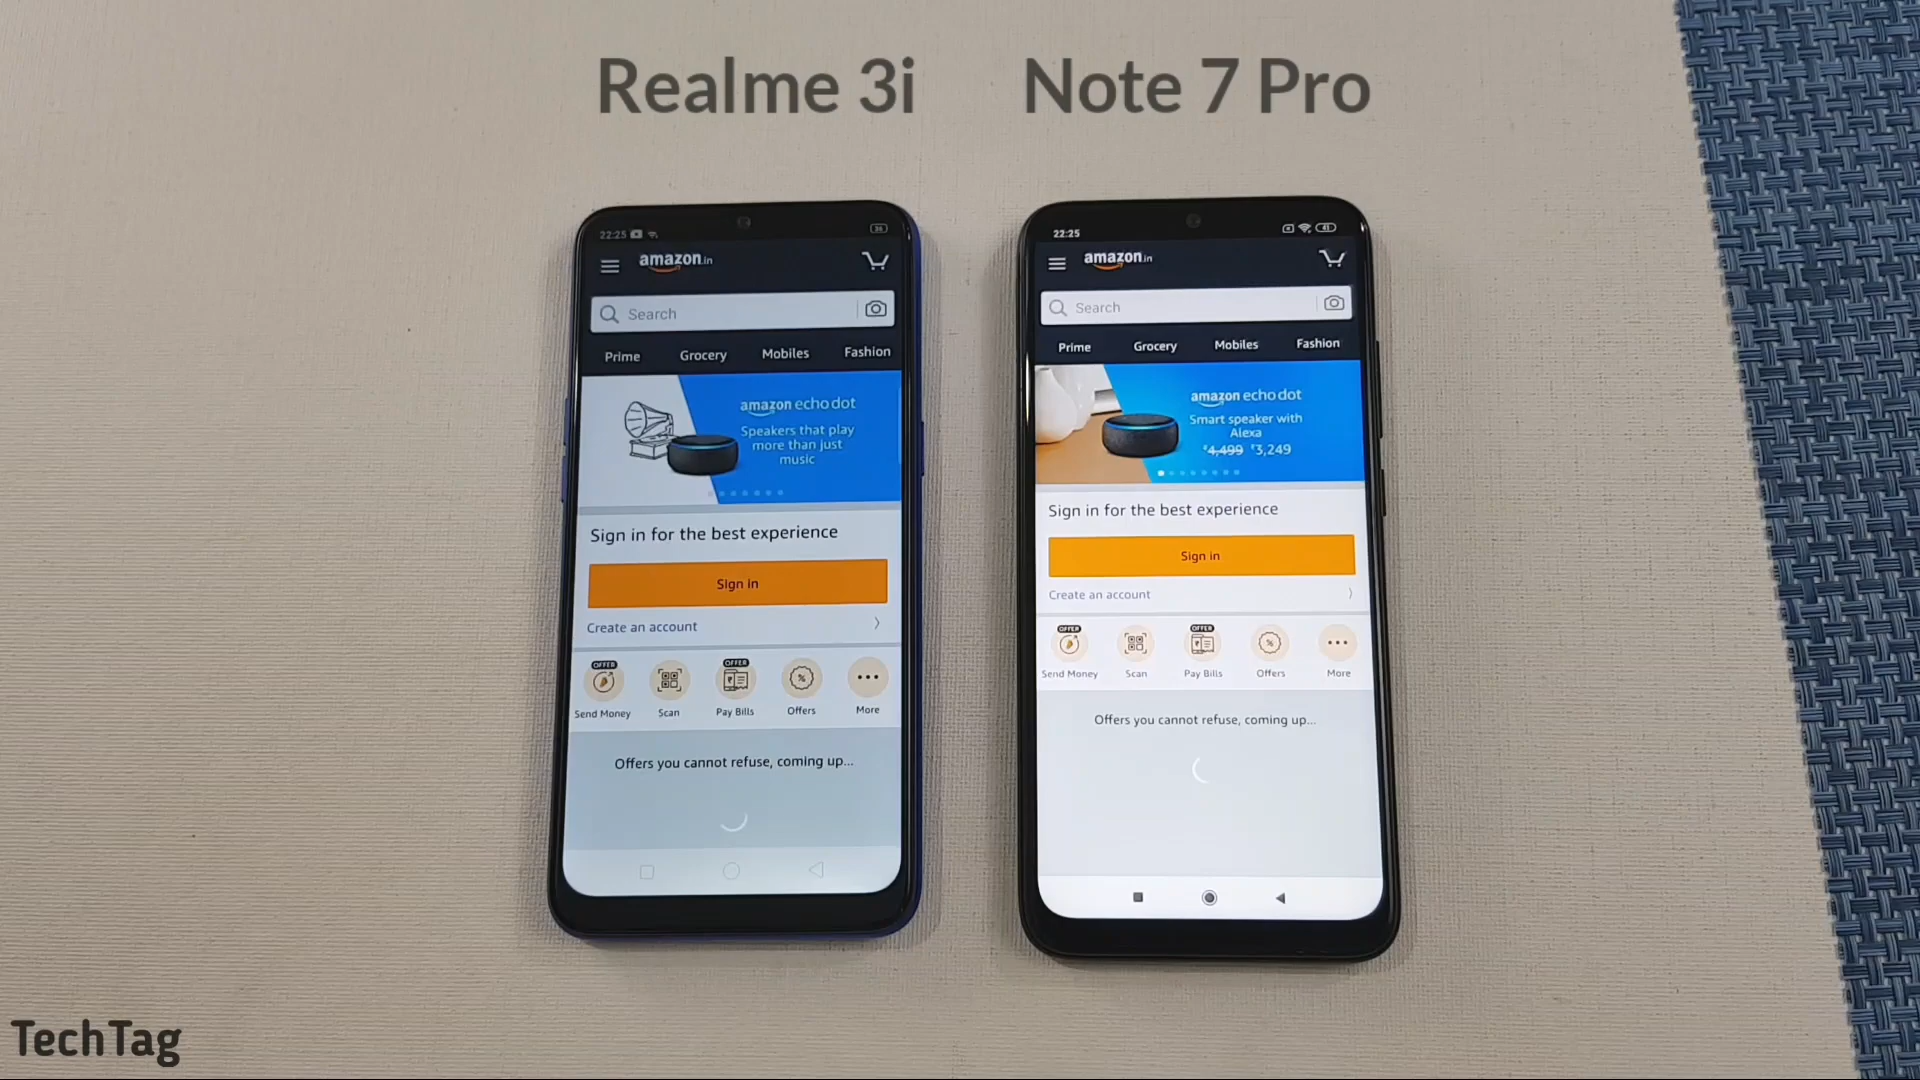 Realme 3i
Note 7 Pro
22:25
amazon.in
Search
Prime Grocery Mobiles Fashion
amazon echo dot
Speakers that play
more than just
music
Sign in for the best experience
Sign in
Create an account
OFFER
OFFER
Send Money Scan Pay Bills Offers More
Offers you cannot refuse, coming up...
22:25
41
amazon.in
Search
Prime Grocery Mobiles Fashion
amazon echo dot
Smart speaker with
Alexa
₹4,499 ₹3,249
Sign in for the best experience
Sign in
Create an account
OFFER
OFFER
Send Money Scan Pay Bills Offers More
Offers you cannot refuse, coming up...
TechTag